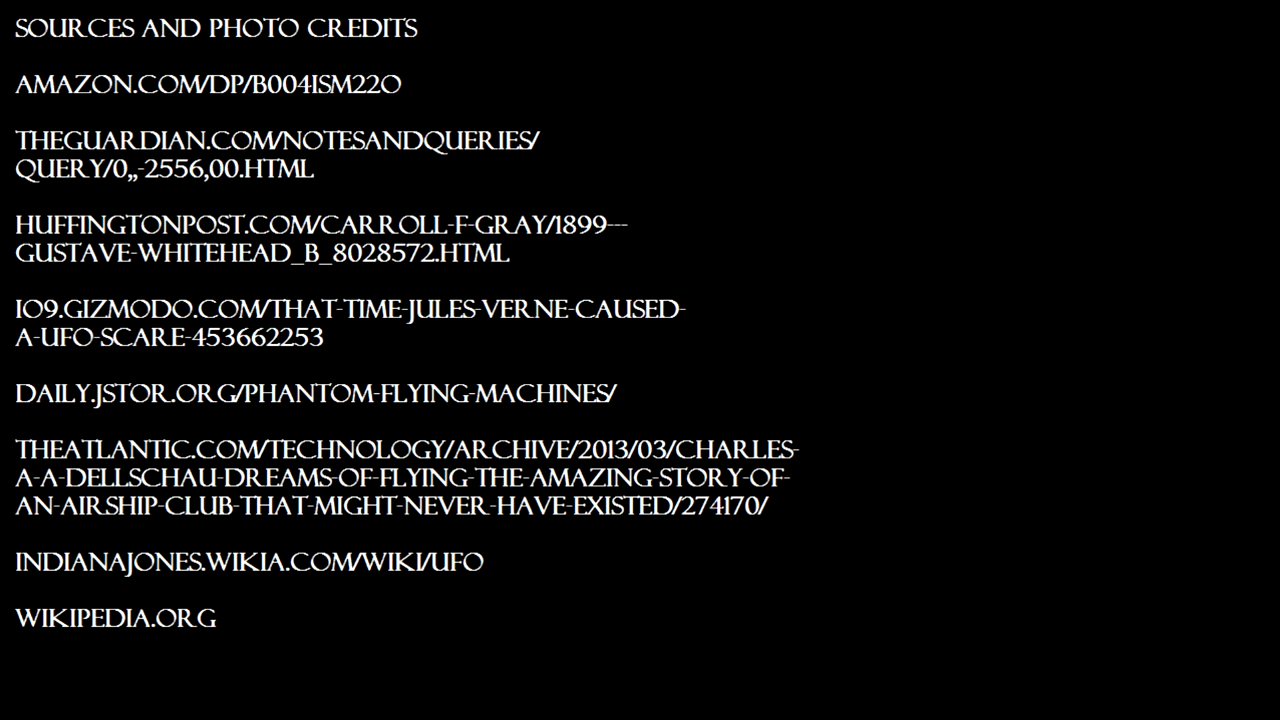 SOURCES AND PHOTO CREDITS
AMAZON.COM/DP/B004ISM22O
THEGUARDIAN.COM/NOTESANDQUERIES/
QUERY/0,,-2556,00.HTML
HUFFINGTONPOST.COM/CARROLL-F-GRAY/1899---
GUSTAVE-WHITEHEAD_B_8028572.HTML
IO9.GIZMODO.COM/THAT-TIME-JULES-VERNE-CAUSED-
A-UFO-SCARE-453662253
DAILY.JSTOR.ORG/PHANTOM-FLYING-MACHINES/
THEATLANTIC.COM/TECHNOLOGY/ARCHIVE/2013/03/CHARLES-
A-A-DELLSCHAU-DREAMS-OF-FLYING-THE-AMAZING-STORY-OF-
AN-AIRSHIP-CLUB-THAT-MIGHT-NEVER-HAVE-EXISTED/274170/
INDIANAJONES.WIKIA.COM/WIKI/UFO
WIKIPEDIA.ORG